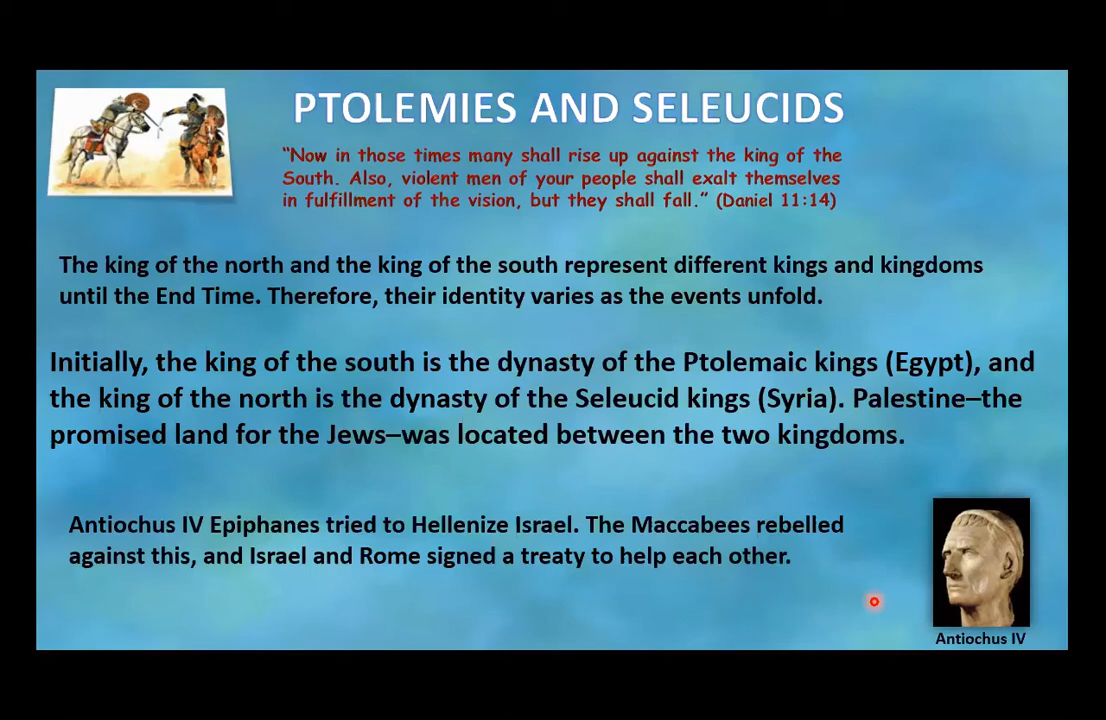 PTOLEMIES AND SELEUCIDS
“Now in those times many shall rise up against the king of the
South. Also, violent men of your people shall exalt themselves
in fulfillment of the vision, but they shall fall.” (Daniel 11:14)
The king of the north and the king of the south represent different kings and kingdoms
until the End Time. Therefore, their identity varies as the events unfold.
Initially, the king of the south is the dynasty of the Ptolemaic kings (Egypt), and
the king of the north is the dynasty of the Seleucid kings (Syria). Palestine–the
promised land for the Jews–was located between the two kingdoms.
Antiochus IV Epiphanes tried to Hellenize Israel. The Maccabees rebelled
against this, and Israel and Rome signed a treaty to help each other.
Antiochus IV